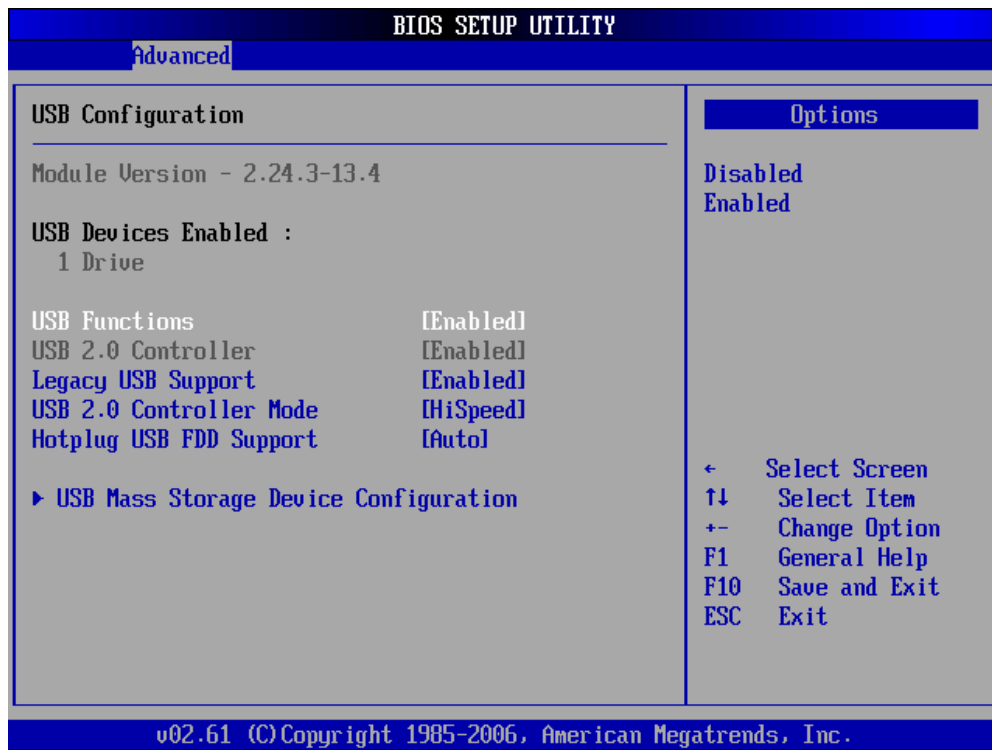 BIOS SETUP UTILITY
Advanced
USB Configuration
Module Version - 2.24.3-13.4
USB Devices Enabled :
1 Drive
USB Functions [Enabled]
USB 2.0 Controller [Enabled]
Legacy USB Support [Enabled]
USB 2.0 Controller Mode [HiSpeed]
Hotplug USB FDD Support [Auto]
► USB Mass Storage Device Configuration
Options
Disabled
Enabled
← Select Screen
↑↓ Select Item
+- Change Option
F1 General Help
F10 Save and Exit
ESC Exit
v02.61 (C)Copyright 1985-2006, American Megatrends, Inc.